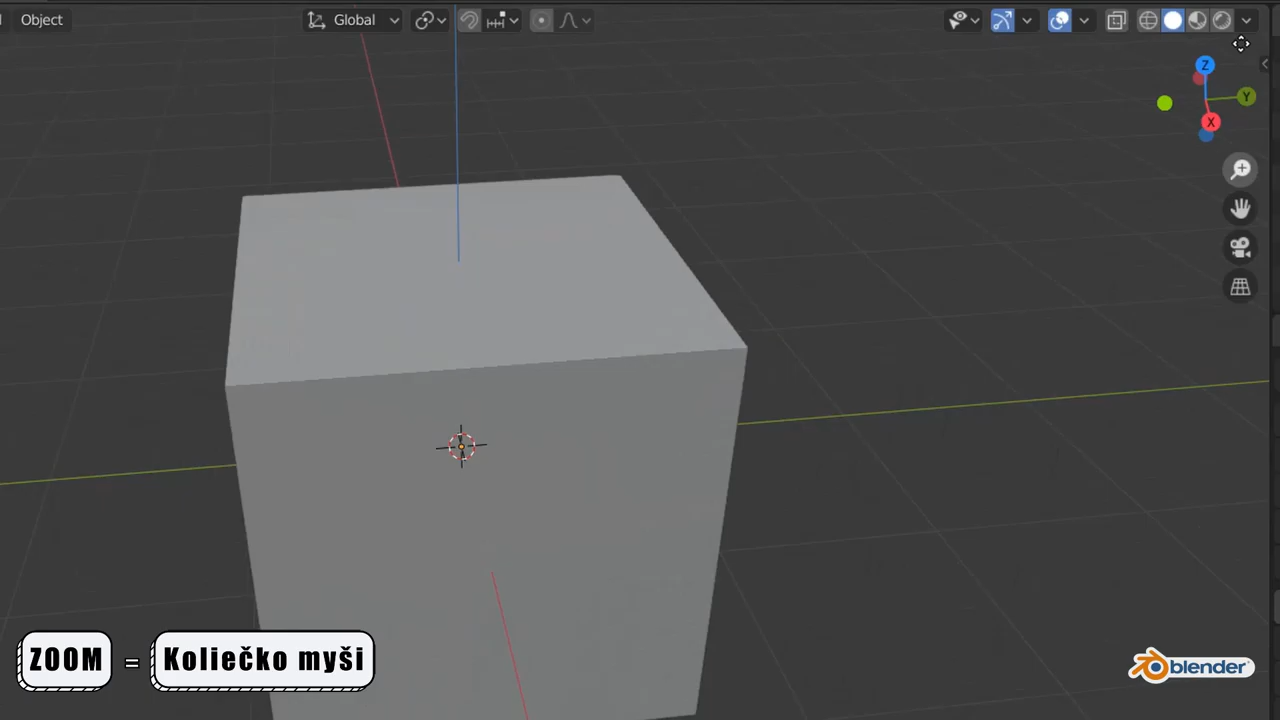 Object
Global
Z
Y
X
ZOOM = Koliečko myši
blender